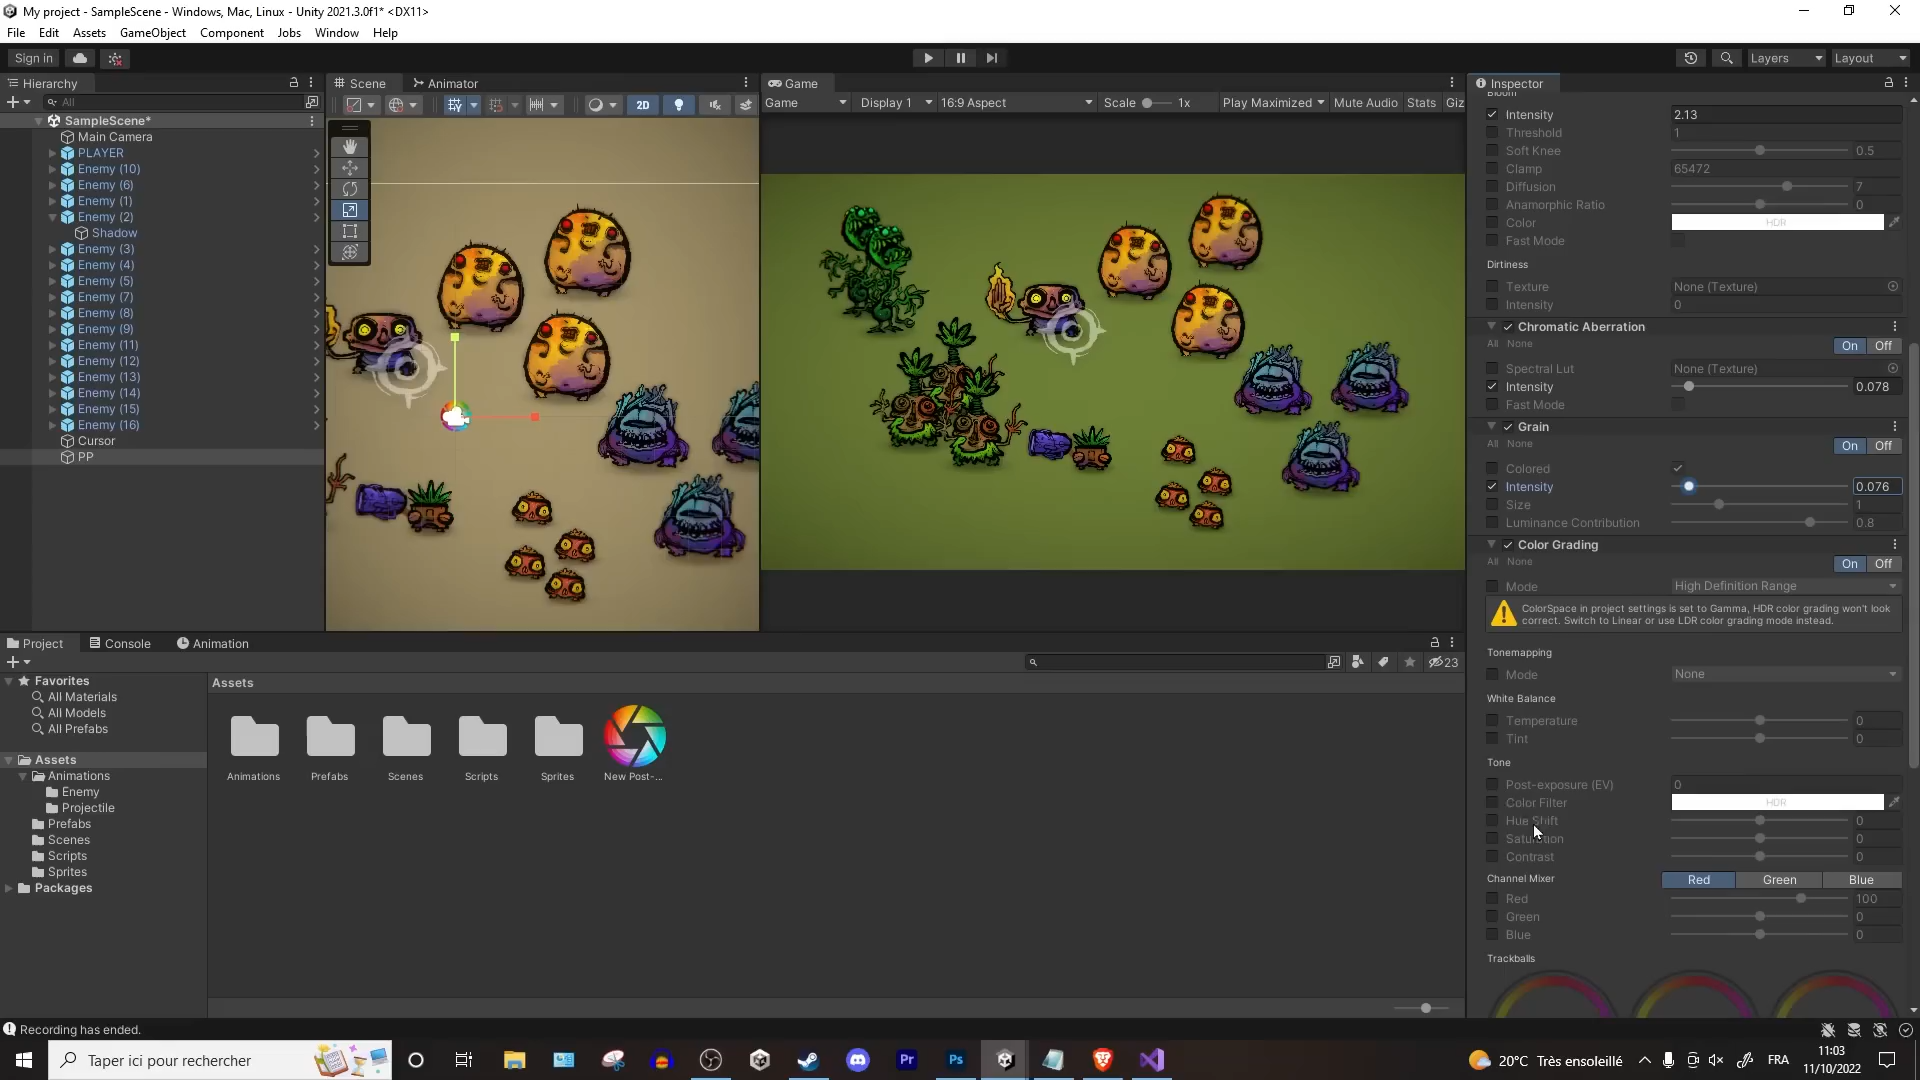 My project - SampleScene - Windows, Mac, Linux - Unity 2021.3.0f1* <DX11>
File Edit Assets GameObject Component Jobs Window Help
Sign in
Layers
Layout
Hierarchy
All
SampleScene*
Main Camera
PLAYER
Enemy (10)
Enemy (6)
Enemy (1)
Enemy (2)
Shadow
Enemy (3)
Enemy (4)
Enemy (5)
Enemy (7)
Enemy (8)
Enemy (9)
Enemy (11)
Enemy (12)
Enemy (13)
Enemy (14)
Enemy (15)
Enemy (16)
Cursor
PP
Scene Animator
2D
Game
Game Display 1 16:9 Aspect Scale 1x Play Maximized Mute Audio Stats Giz
Inspector
Bloom
Intensity 2.13
Threshold 1
Soft Knee 0.5
Clamp 65472
Diffusion 7
Anamorphic Ratio 0
Color HDR
Fast Mode
Dirtiness
Texture None (Texture)
Intensity 0
Chromatic Aberration
All None On Off
Spectral Lut None (Texture)
Intensity 0.078
Fast Mode
Grain
All None On Off
Colored
Intensity 0.076
Size 1
Luminance Contribution 0.8
Color Grading
All None On Off
Mode High Definition Range
ColorSpace in project settings is set to Gamma, HDR color grading won't look
correct. Switch to Linear or use LDR color grading mode instead.
Tonemapping
Mode None
White Balance
Temperature 0
Tint 0
Tone
Post-exposure (EV) 0
Color Filter HDR
Hue Shift 0
Saturation 0
Contrast 0
Channel Mixer Red Green Blue
Red 100
Green 0
Blue 0
Trackballs
Project Console Animation
23
Favorites
All Materials
All Models
All Prefabs
Assets
Animations
Enemy
Projectile
Prefabs
Scenes
Scripts
Sprites
Packages
Assets
Animations Prefabs Scenes Scripts Sprites New Post-...
Recording has ended.
Taper ici pour rechercher
Pr
Ps
20°C Très ensoleillé
FRA
11:03
11/10/2022